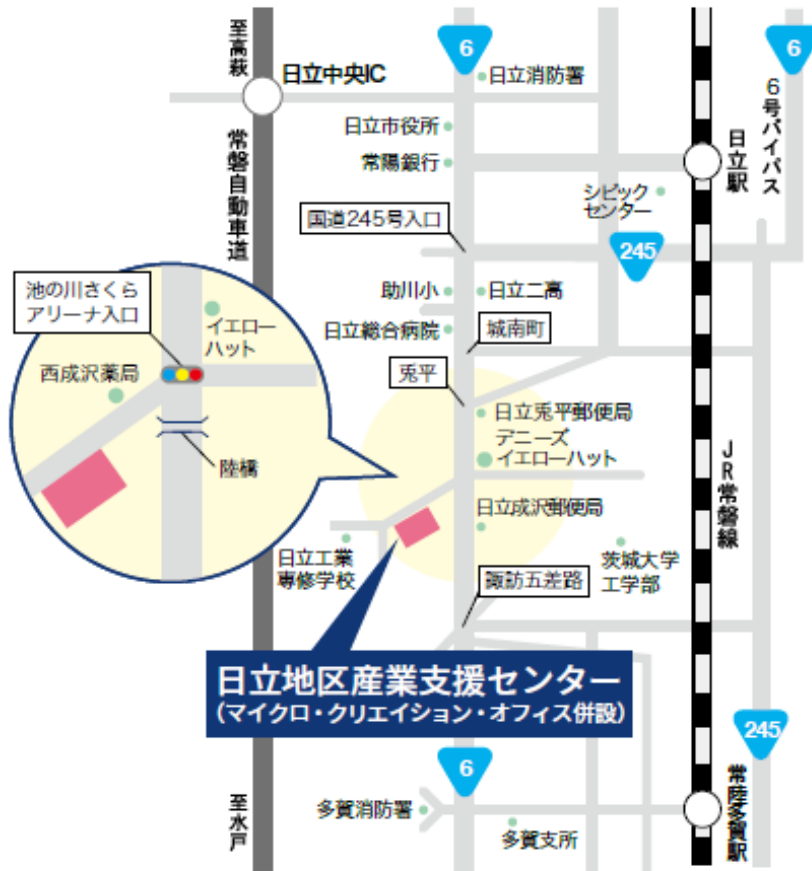 至高萩
6
6
日立中央IC
日立消防署
6号バイパス
日立市役所
常陽銀行
日立駅
常磐自動車道
シビック
センター
国道245号入口
245
池の川さくら
アリーナ入口
助川小
日立二高
イエロー
ハット
日立総合病院
城南町
西成沢薬局
兎平
日立兎平郵便局
デニーズ
イエローハット
陸橋
JR常磐線
日立成沢郵便局
日立工業
専修学校
茨城大学
工学部
諏訪五差路
日立地区産業支援センター
(マイクロ・クリエイション・オフィス併設)
245
6
至水戸
多賀消防署
多賀支所
常陸多賀駅